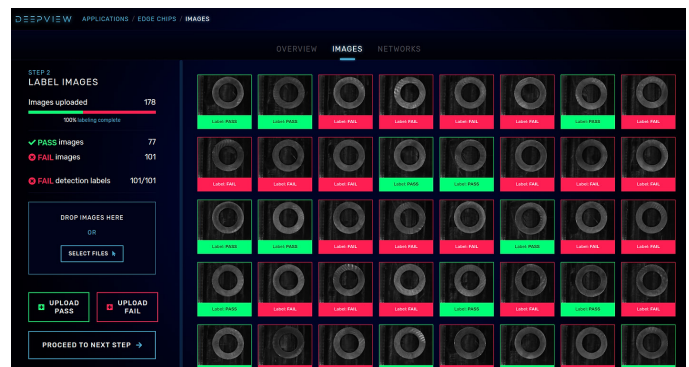 DEEPVIEW APPLICATIONS / EDGE CHIPS / IMAGES
OVERVIEW IMAGES NETWORKS
STEP 2
LABEL IMAGES
Images uploaded 178
100% labeling complete
PASS images 77
FAIL images 101
FAIL detection labels 101/101
DROP IMAGES HERE
OR
SELECT FILES
UPLOAD PASS
UPLOAD FAIL
PROCEED TO NEXT STEP →
Label: PASS Label: PASS Label: FAIL Label: FAIL Label: FAIL Label: FAIL Label: PASS Label: FAIL
Label: FAIL Label: FAIL Label: FAIL Label: PASS Label: PASS Label: FAIL Label: FAIL Label: FAIL
Label: PASS Label: PASS Label: FAIL Label: FAIL Label: FAIL Label: PASS Label: FAIL Label: FAIL
Label: PASS Label: FAIL Label: FAIL Label: FAIL Label: PASS Label: FAIL Label: PASS Label: PASS